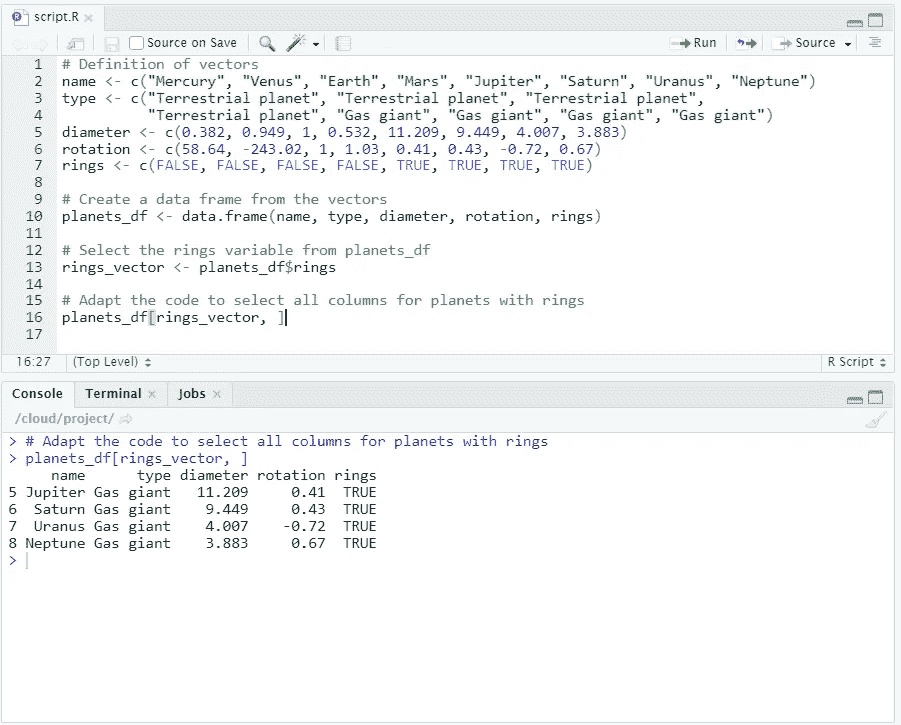 script.R
Source on Save Run Source
1 # Definition of vectors
2 name <- c("Mercury", "Venus", "Earth", "Mars", "Jupiter", "Saturn", "Uranus", "Neptune")
3 type <- c("Terrestrial planet", "Terrestrial planet", "Terrestrial planet",
4           "Terrestrial planet", "Gas giant", "Gas giant", "Gas giant", "Gas giant")
5 diameter <- c(0.382, 0.949, 1, 0.532, 11.209, 9.449, 4.007, 3.883)
6 rotation <- c(58.64, -243.02, 1, 1.03, 0.41, 0.43, -0.72, 0.67)
7 rings <- c(FALSE, FALSE, FALSE, FALSE, TRUE, TRUE, TRUE, TRUE)
8
9 # Create a data frame from the vectors
10 planets_df <- data.frame(name, type, diameter, rotation, rings)
11
12 # Select the rings variable from planets_df
13 rings_vector <- planets_df$rings
14
15 # Adapt the code to select all columns for planets with rings
16 planets_df[rings_vector, ]
17
16:27 (Top Level) R Script
Console Terminal Jobs
/cloud/project/
> # Adapt the code to select all columns for planets with rings
> planets_df[rings_vector, ]
     name      type diameter rotation rings
5 Jupiter Gas giant   11.209     0.41  TRUE
6  Saturn Gas giant    9.449     0.43  TRUE
7  Uranus Gas giant    4.007    -0.72  TRUE
8 Neptune Gas giant    3.883     0.67  TRUE
>